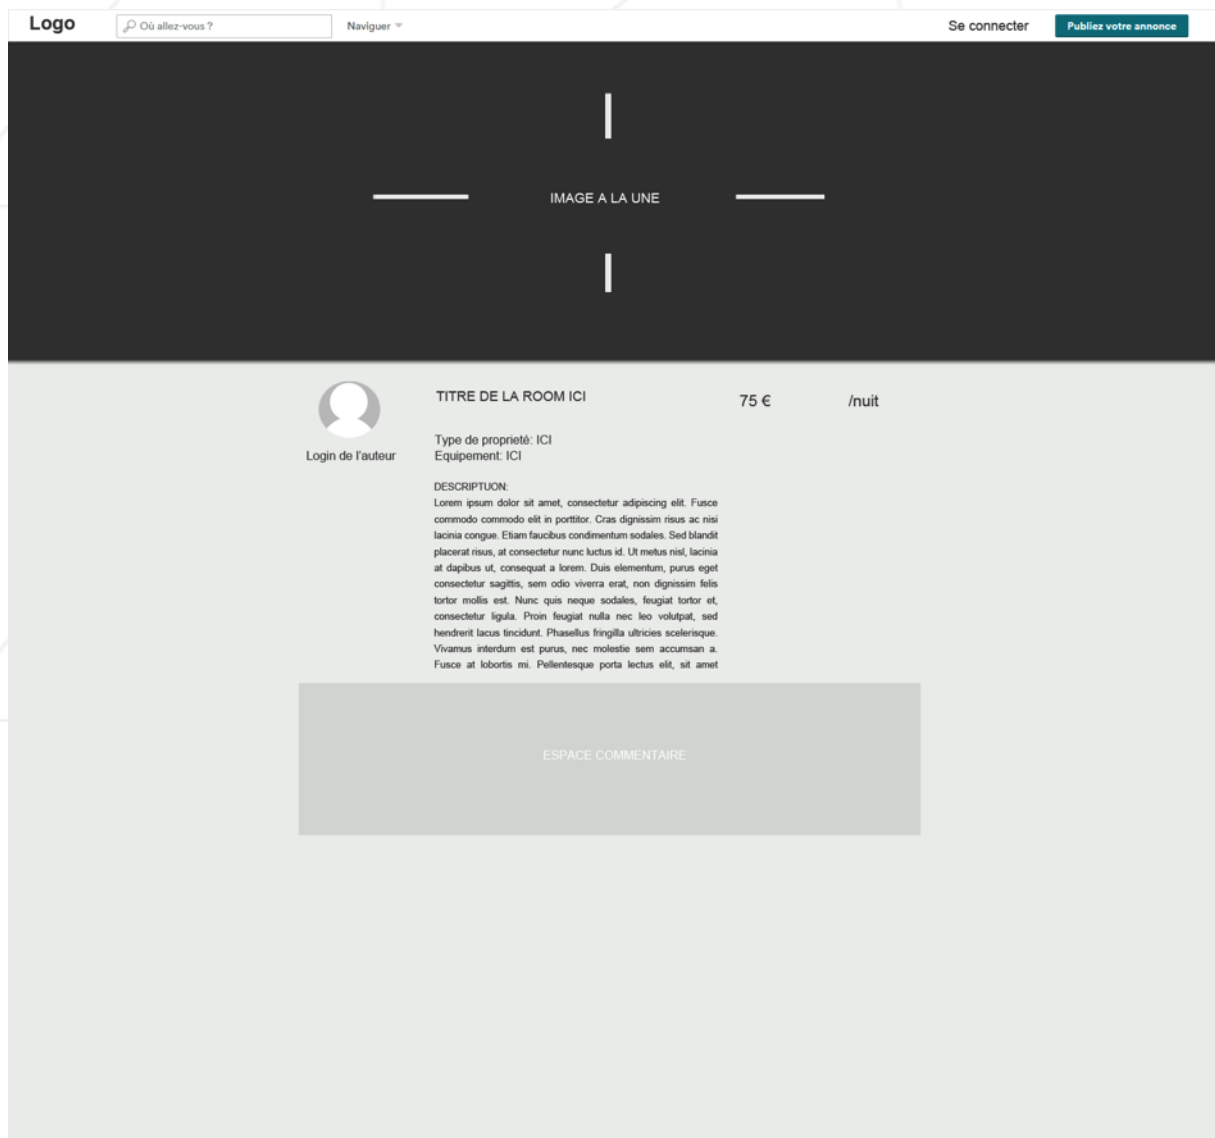 Logo
Où allez-vous ?
Naviguer
Se connecter
Publiez votre annonce
IMAGE A LA UNE
TITRE DE LA ROOM ICI
75 €
/nuit
Login de l'auteur
Type de proprieté: ICI
Equipement: ICI
DESCRIPTUON:
Lorem ipsum dolor sit amet, consectetur adipiscing elit. Fusce
commodo commodo elit in porttitor. Cras dignissim risus ac nisi
lacinia congue. Etiam faucibus condimentum sodales. Sed blandit
placerat risus, at consectetur nunc luctus id. Ut metus nisl, lacinia
at dapibus ut, consequat a lorem. Duis elementum, purus eget
consectetur sagittis, sem odio viverra erat, non dignissim felis
tortor mollis est. Nunc quis neque sodales, feugiat tortor et,
consectetur ligula. Proin feugiat nulla nec leo volutpat, sed
hendrerit lacus tincidunt. Phasellus fringilla ultricies scelerisque.
Vivamus interdum est purus, nec molestie sem accumsan a.
Fusce at lobortis mi. Pellentesque porta lectus elit, sit amet
ESPACE COMMENTAIRE